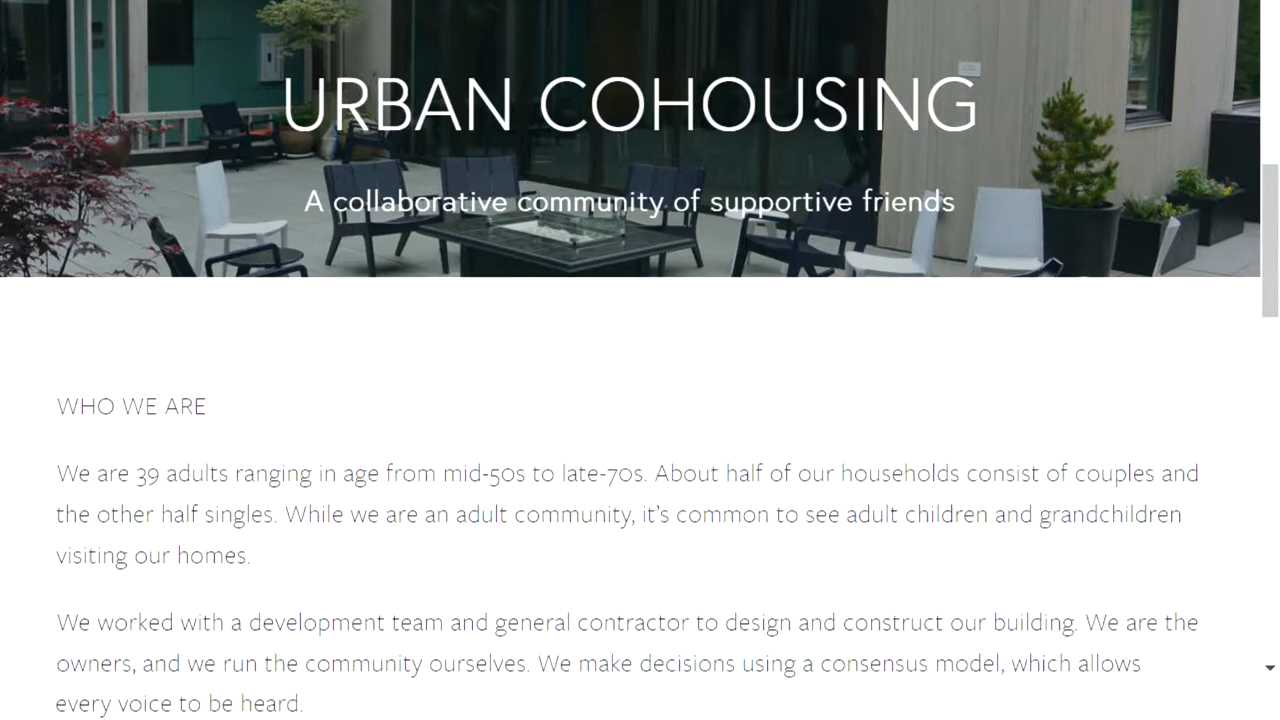 URBAN COHOUSING
A collaborative community of supportive friends
WHO WE ARE
We are 39 adults ranging in age from mid-50s to late-70s. About half of our households consist of couples and
the other half singles. While we are an adult community, it’s common to see adult children and grandchildren
visiting our homes.
We worked with a development team and general contractor to design and construct our building. We are the
owners, and we run the community ourselves. We make decisions using a consensus model, which allows
every voice to be heard.